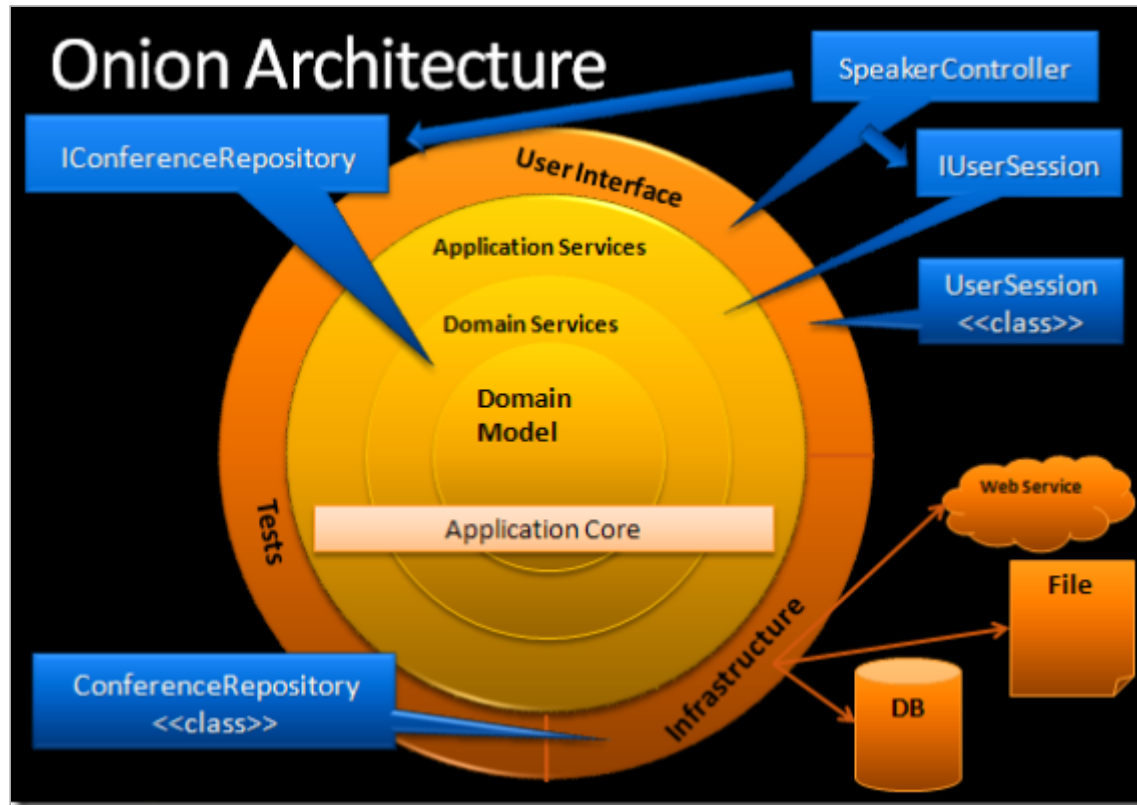 Onion Architecture
SpeakerController
IConferenceRepository
User Interface
IUserSession
Application Services
UserSession
<<class>>
Domain Services
Domain
Model
Web Service
Tests
Application Core
File
Infrastructure
ConferenceRepository
<<class>>
DB